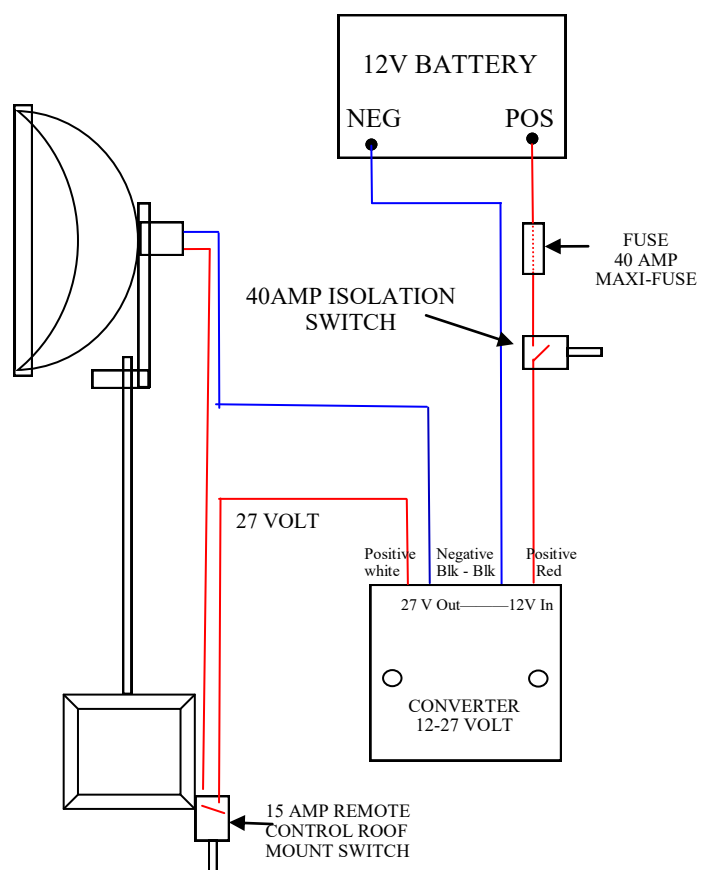 12V BATTERY
NEG
POS
FUSE
40 AMP
MAXI-FUSE
40AMP ISOLATION
SWITCH
27 VOLT
Positive
white
Negative
Blk - Blk
Positive
Red
27 V Out———12V In
CONVERTER
12-27 VOLT
15 AMP REMOTE
CONTROL ROOF
MOUNT SWITCH